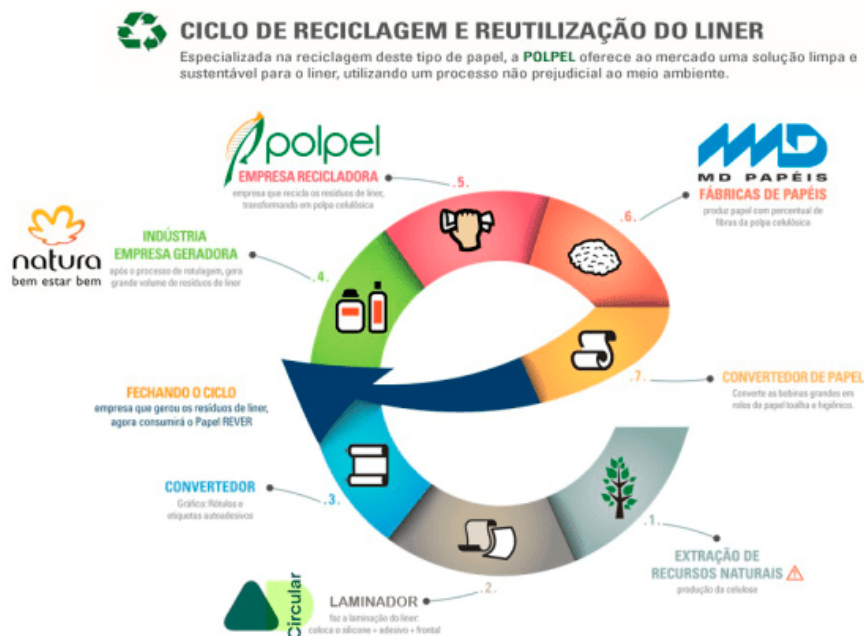 CICLO DE RECICLAGEM E REUTILIZAÇÃO DO LINER
Especializada na reciclagem deste tipo de papel, a POLPEL oferece ao mercado uma solução limpa e
sustentável para o liner, utilizando um processo não prejudicial ao meio ambiente.
polpel
EMPRESA RECICLADORA
empresa que recicla os resíduos de liner,
transformando em polpa celulósica
.5.
MD PAPÉIS
FÁBRICAS DE PAPÉIS
produz papel com percentual de
fibras da polpa celulósica
.6.
natura
bem estar bem
INDÚSTRIA
EMPRESA GERADORA
após o processo de rotulagem, gera
grande volume de resíduos de liner
.4.
FECHANDO O CICLO
empresa que gerou os resíduos de liner,
agora consumirá o Papel REVER
.7.
CONVERTEDOR DE PAPEL
Converte as bobinas grandes em
rolos de papel toalha e higiênico.
CONVERTEDOR
Gráfico: Rótulos e
etiquetas autoadesivos
.3.
.1.
EXTRAÇÃO DE
RECURSOS NATURAIS
produção da celulose
Circular
LAMINADOR
faz a laminação do liner:
coloca o silicone + adesivo + frontal
.2.